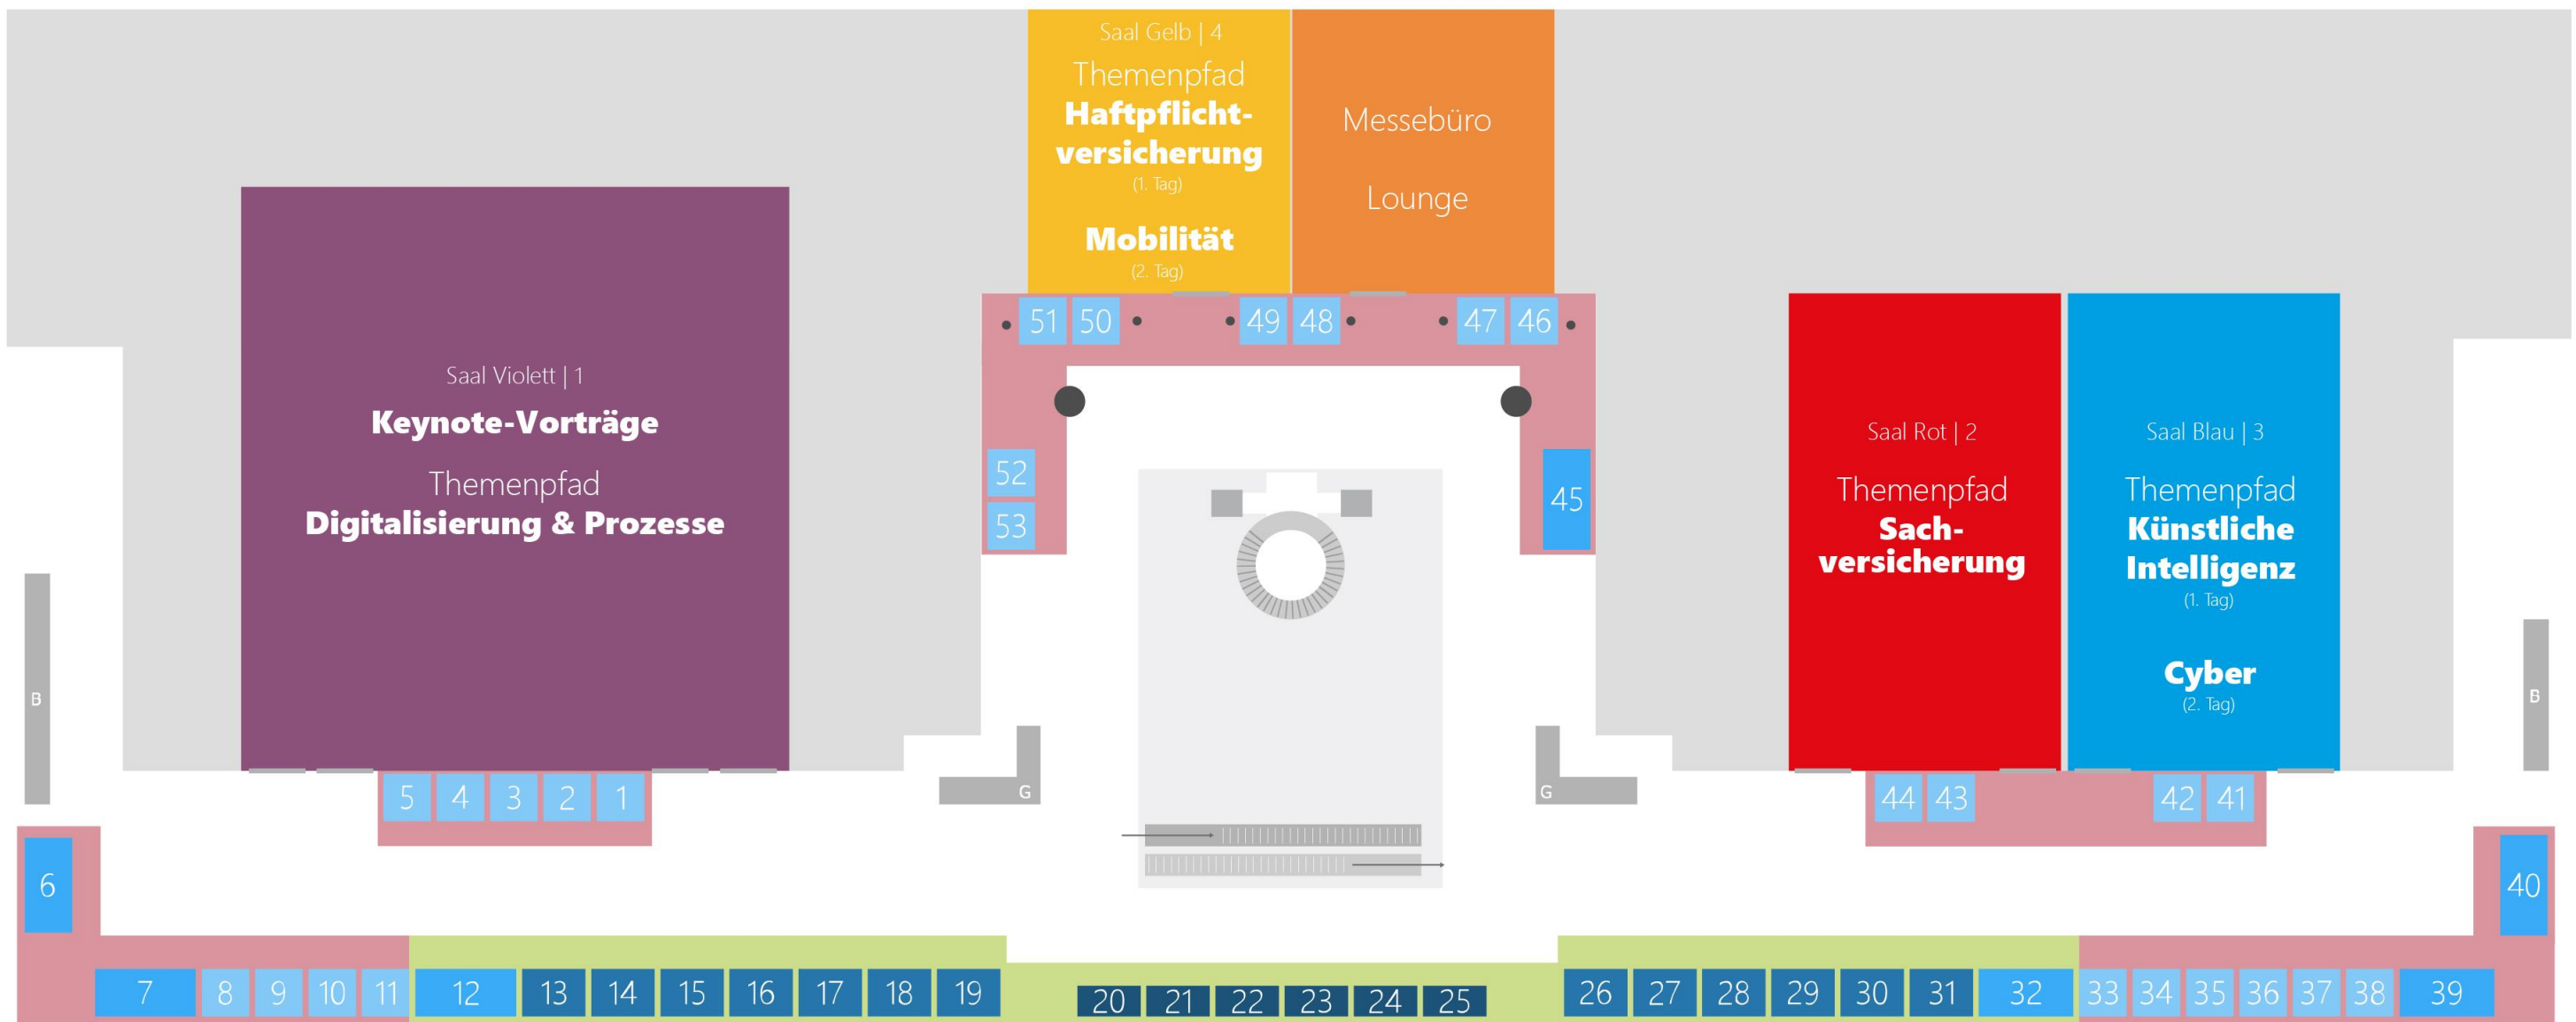 Saal Gelb | 4
Themenpfad
Haftpflicht-
versicherung
(1. Tag)
Mobilität
(2. Tag)
Messebüro
Lounge
51 50 49 48 47 46
Saal Violett | 1
Keynote-Vorträge
Themenpfad
Digitalisierung & Prozesse
52
53
45
Saal Rot | 2
Themenpfad
Sach-
versicherung
Saal Blau | 3
Themenpfad
Künstliche
Intelligenz
(1. Tag)
Cyber
(2. Tag)
B
B
5 4 3 2 1
G
G
44 43 42 41
6
40
7 8 9 10 11 12 13 14 15 16 17 18 19 20 21 22 23 24 25 26 27 28 29 30 31 32 33 34 35 36 37 38 39